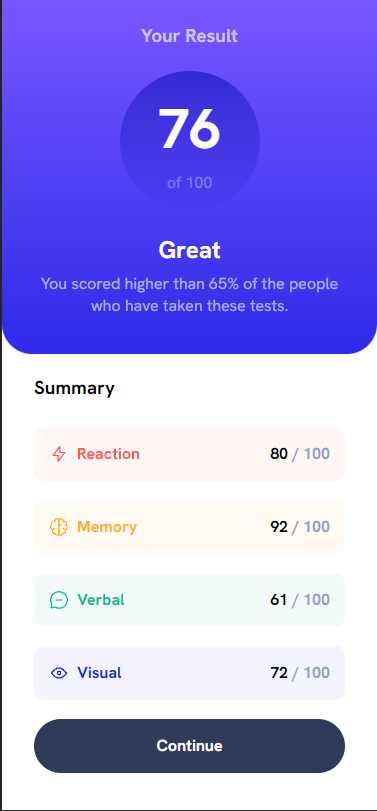 Your Result
76
of 100
Great
You scored higher than 65% of the people
who have taken these tests.
Summary
Reaction 80 / 100
Memory 92 / 100
Verbal 61 / 100
Visual 72 / 100
Continue